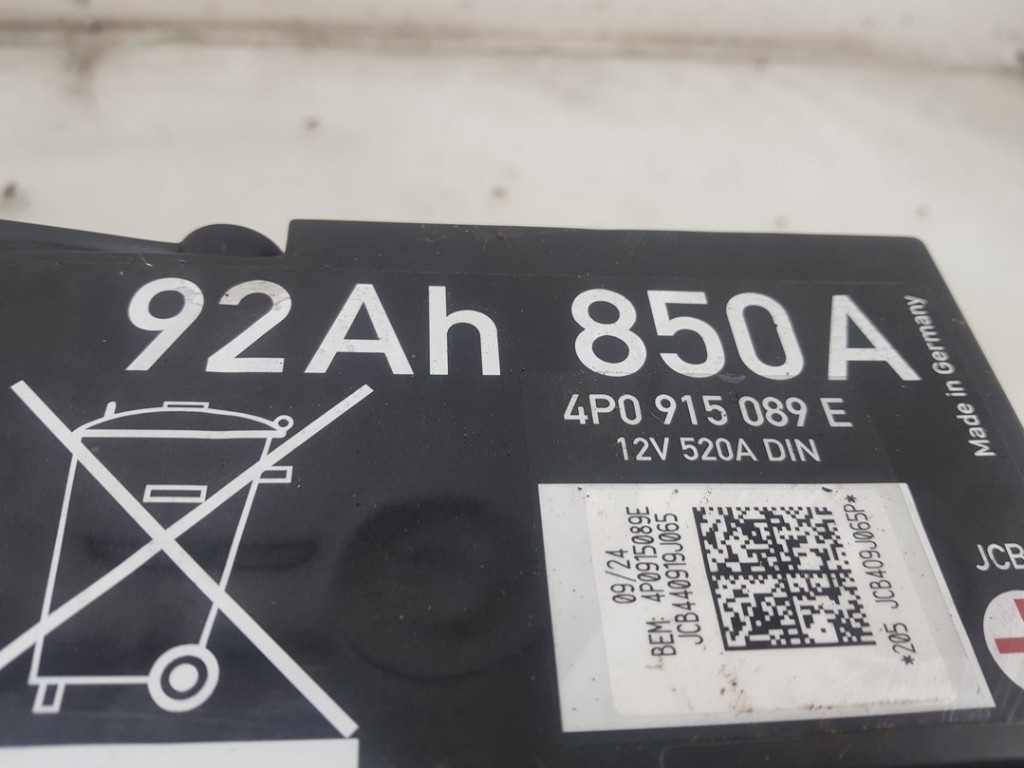 92Ah 850A
4P0 915 089 E
12V 520A DIN
Made in Germany
09/24
BEM: 4P0915089E
JCB440919J065
*205 JCB409J065P*
JCB